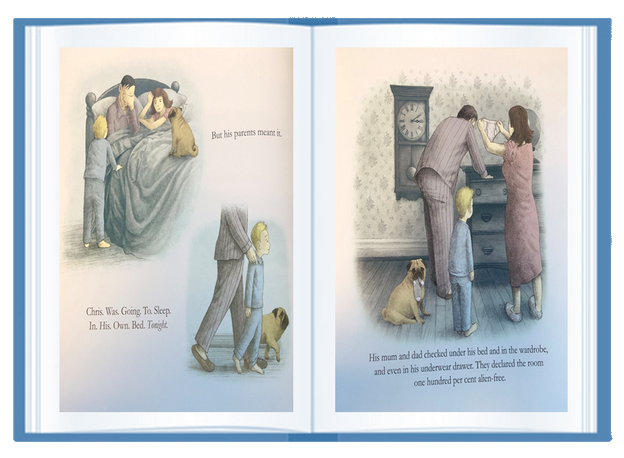 But his parents meant it.
Chris. Was. Going. To. Sleep.
In. His. Own. Bed. Tonight.
His mum and dad checked under his bed and in the wardrobe,
and even in his underwear drawer. They declared the room
one hundred per cent alien-free.